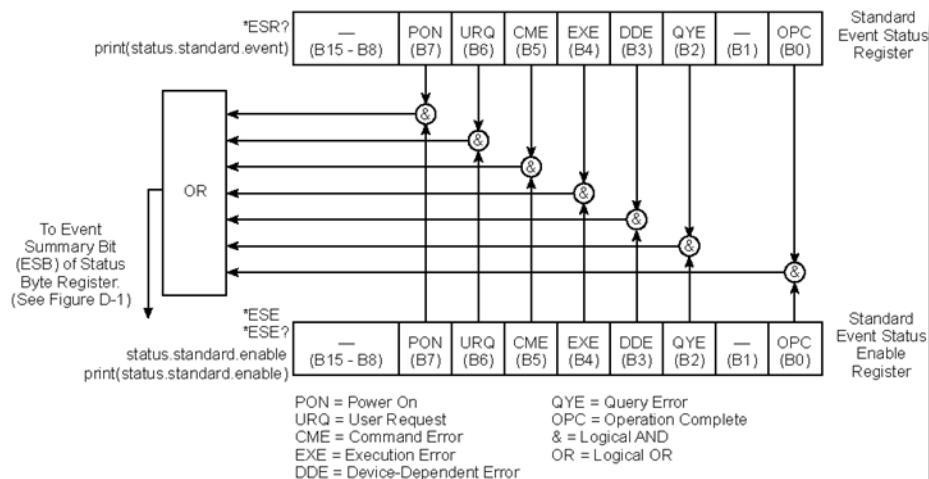 *ESR?
print(status.standard.event)
— PON URQ CME EXE DDE QYE — OPC
(B15 - B8) (B7) (B6) (B5) (B4) (B3) (B2) (B1) (B0)
Standard
Event Status
Register
&
&
&
&
&
&
&
OR
To Event
Summary Bit
(ESB) of Status
Byte Register.
(See Figure D-1)
*ESE
*ESE?
status.standard.enable
print(status.standard.enable)
— PON URQ CME EXE DDE QYE — OPC
(B15 - B8) (B7) (B6) (B5) (B4) (B3) (B2) (B1) (B0)
Standard
Event Status
Enable
Register
PON = Power On
URQ = User Request
CME = Command Error
EXE = Execution Error
DDE = Device-Dependent Error
QYE = Query Error
OPC = Operation Complete
& = Logical AND
OR = Logical OR